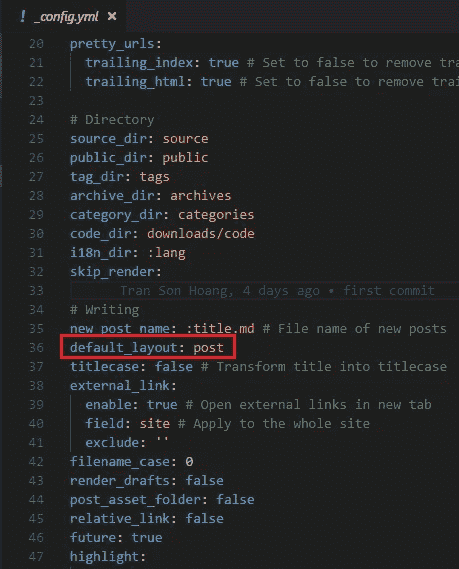 ! _config.yml ×
20 pretty_urls:
21 trailing_index: true # Set to false to remove trai
22 trailing_html: true # Set to false to remove trai
23
24 # Directory
25 source_dir: source
26 public_dir: public
27 tag_dir: tags
28 archive_dir: archives
29 category_dir: categories
30 code_dir: downloads/code
31 i18n_dir: :lang
32 skip_render:
33 Tran Son Hoang, 4 days ago • first commit
34 # Writing
35 new_post_name: :title.md # File name of new posts
36 default_layout: post
37 titlecase: false # Transform title into titlecase
38 external_link:
39 enable: true # Open external links in new tab
40 field: site # Apply to the whole site
41 exclude: ''
42 filename_case: 0
43 render_drafts: false
44 post_asset_folder: false
45 relative_link: false
46 future: true
47 highlight: